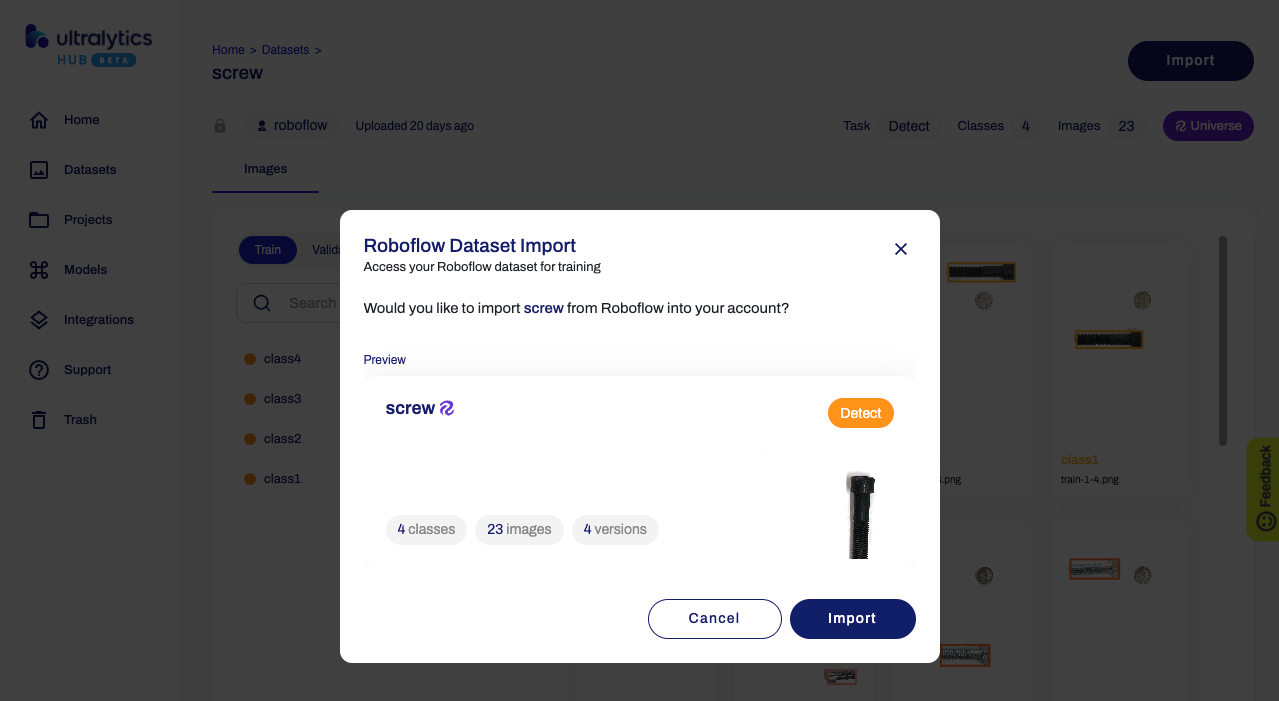 ultralytics
HUB BETA
Home
Datasets
Projects
Models
Integrations
Support
Trash
Home > Datasets >
screw
Import
roboflow
Uploaded 20 days ago
Task Detect
Classes 4
Images 23
Universe
Images
Train
Valida
Search
class4
class3
class2
class1
Roboflow Dataset Import
Access your Roboflow dataset for training
Would you like to import screw from Roboflow into your account?
Preview
screw
Detect
4 classes
23 images
4 versions
Cancel
Import
.png
class1
train-1-4.png
Feedback